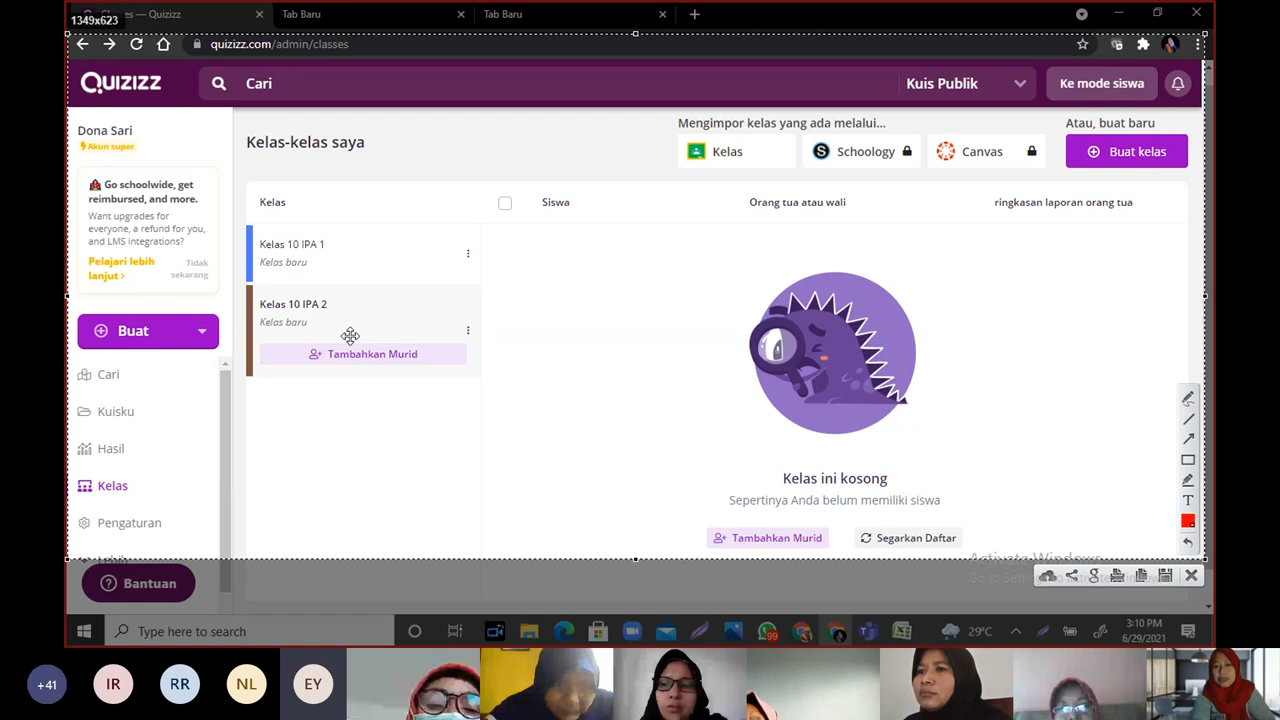 1349x623
Quizizz
Tab Baru
Tab Baru
quizizz.com/admin/classes
QUIZIZZ
Cari
Kuis Publik
Ke mode siswa
Dona Sari
Akun super
Go schoolwide, get
reimbursed, and more.
Want upgrades for
everyone, a refund for you,
and LMS integrations?
Pelajari lebih
lanjut >
Tidak
sekarang
Buat
Cari
Kuisku
Hasil
Kelas
Pengaturan
Lebih
Bantuan
Kelas-kelas saya
Mengimpor kelas yang ada melalui...
Kelas
Schoology
Canvas
Atau, buat baru
Buat kelas
Kelas
Siswa
Orang tua atau wali
ringkasan laporan orang tua
Kelas 10 IPA 1
Kelas baru
Kelas 10 IPA 2
Kelas baru
Tambahkan Murid
Kelas ini kosong
Sepertinya Anda belum memiliki siswa
Tambahkan Murid
Segarkan Daftar
Activate Windows
Type here to search
99
29°C
3:10 PM
6/29/2021
+41
IR
RR
NL
EY